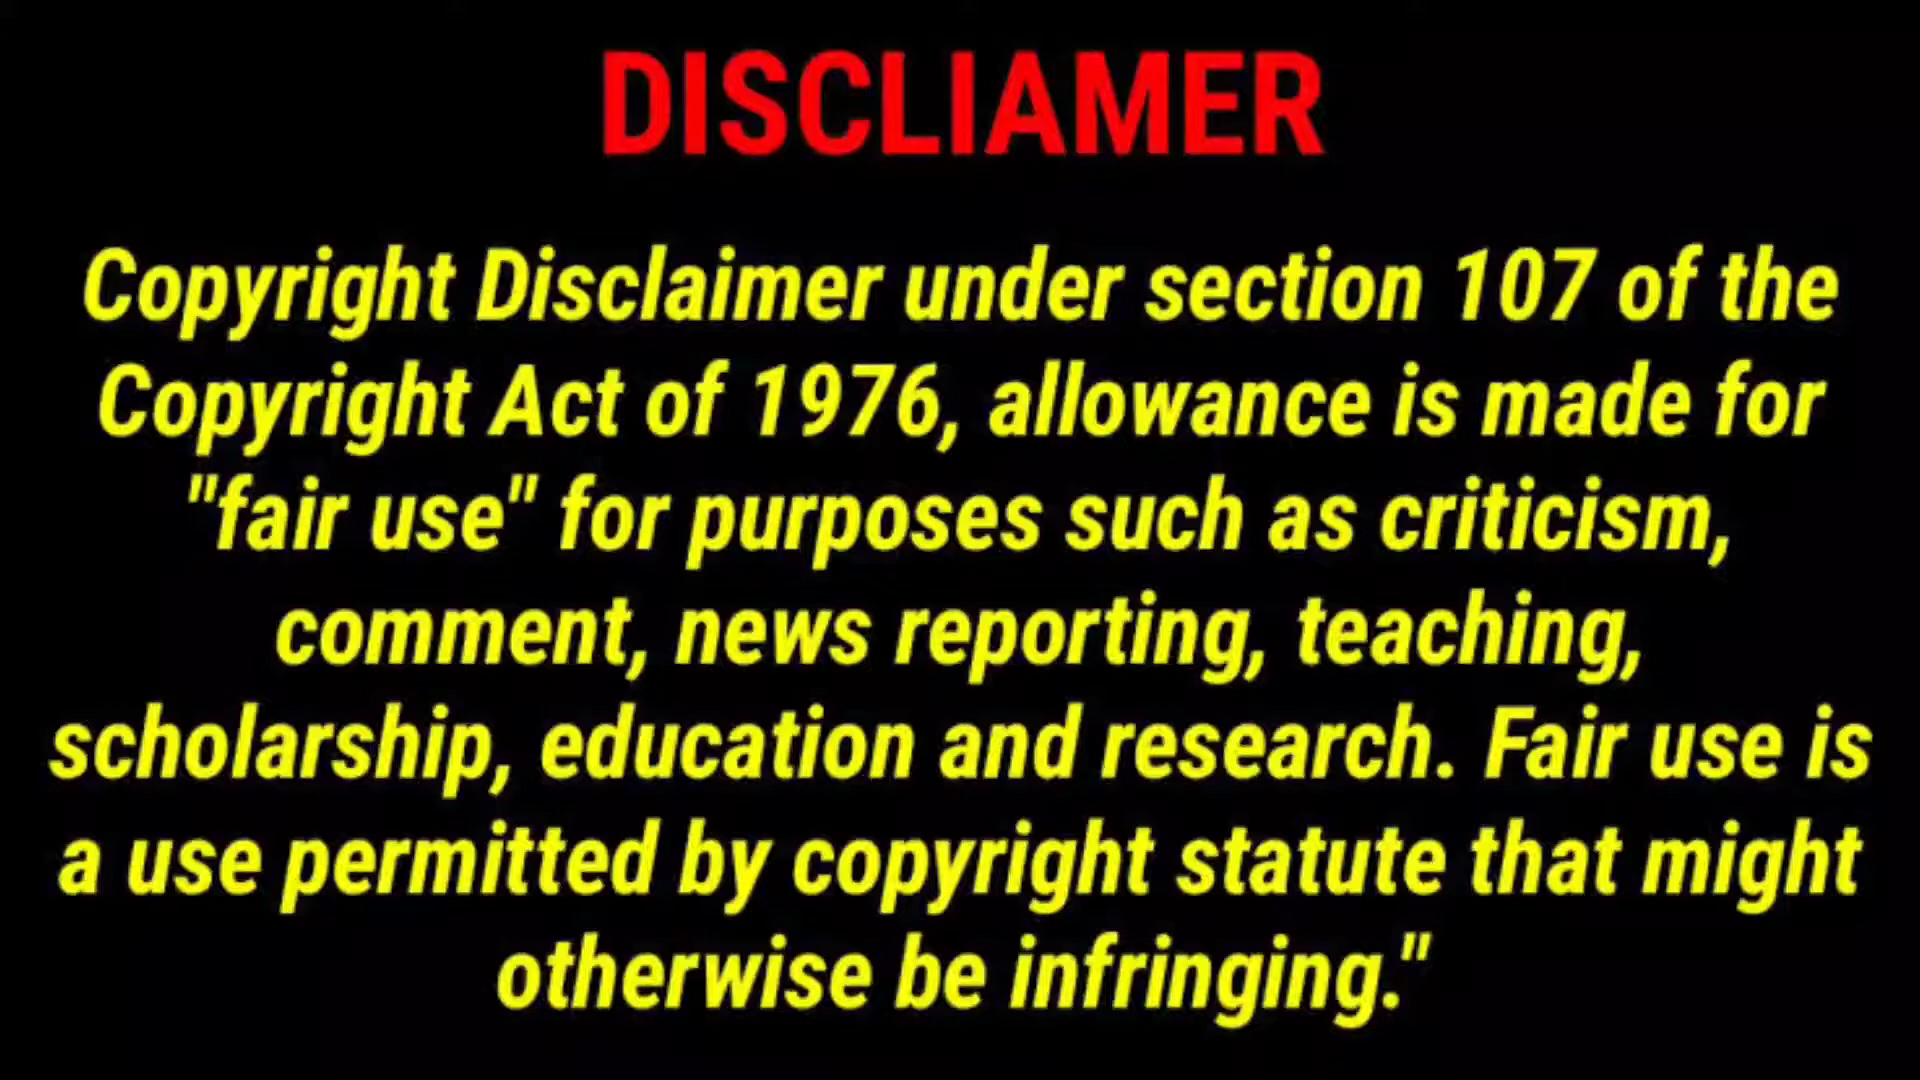 DISCLIAMER
Copyright Disclaimer under section 107 of the
Copyright Act of 1976, allowance is made for
"fair use" for purposes such as criticism,
comment, news reporting, teaching,
scholarship, education and research. Fair use is
a use permitted by copyright statute that might
otherwise be infringing."